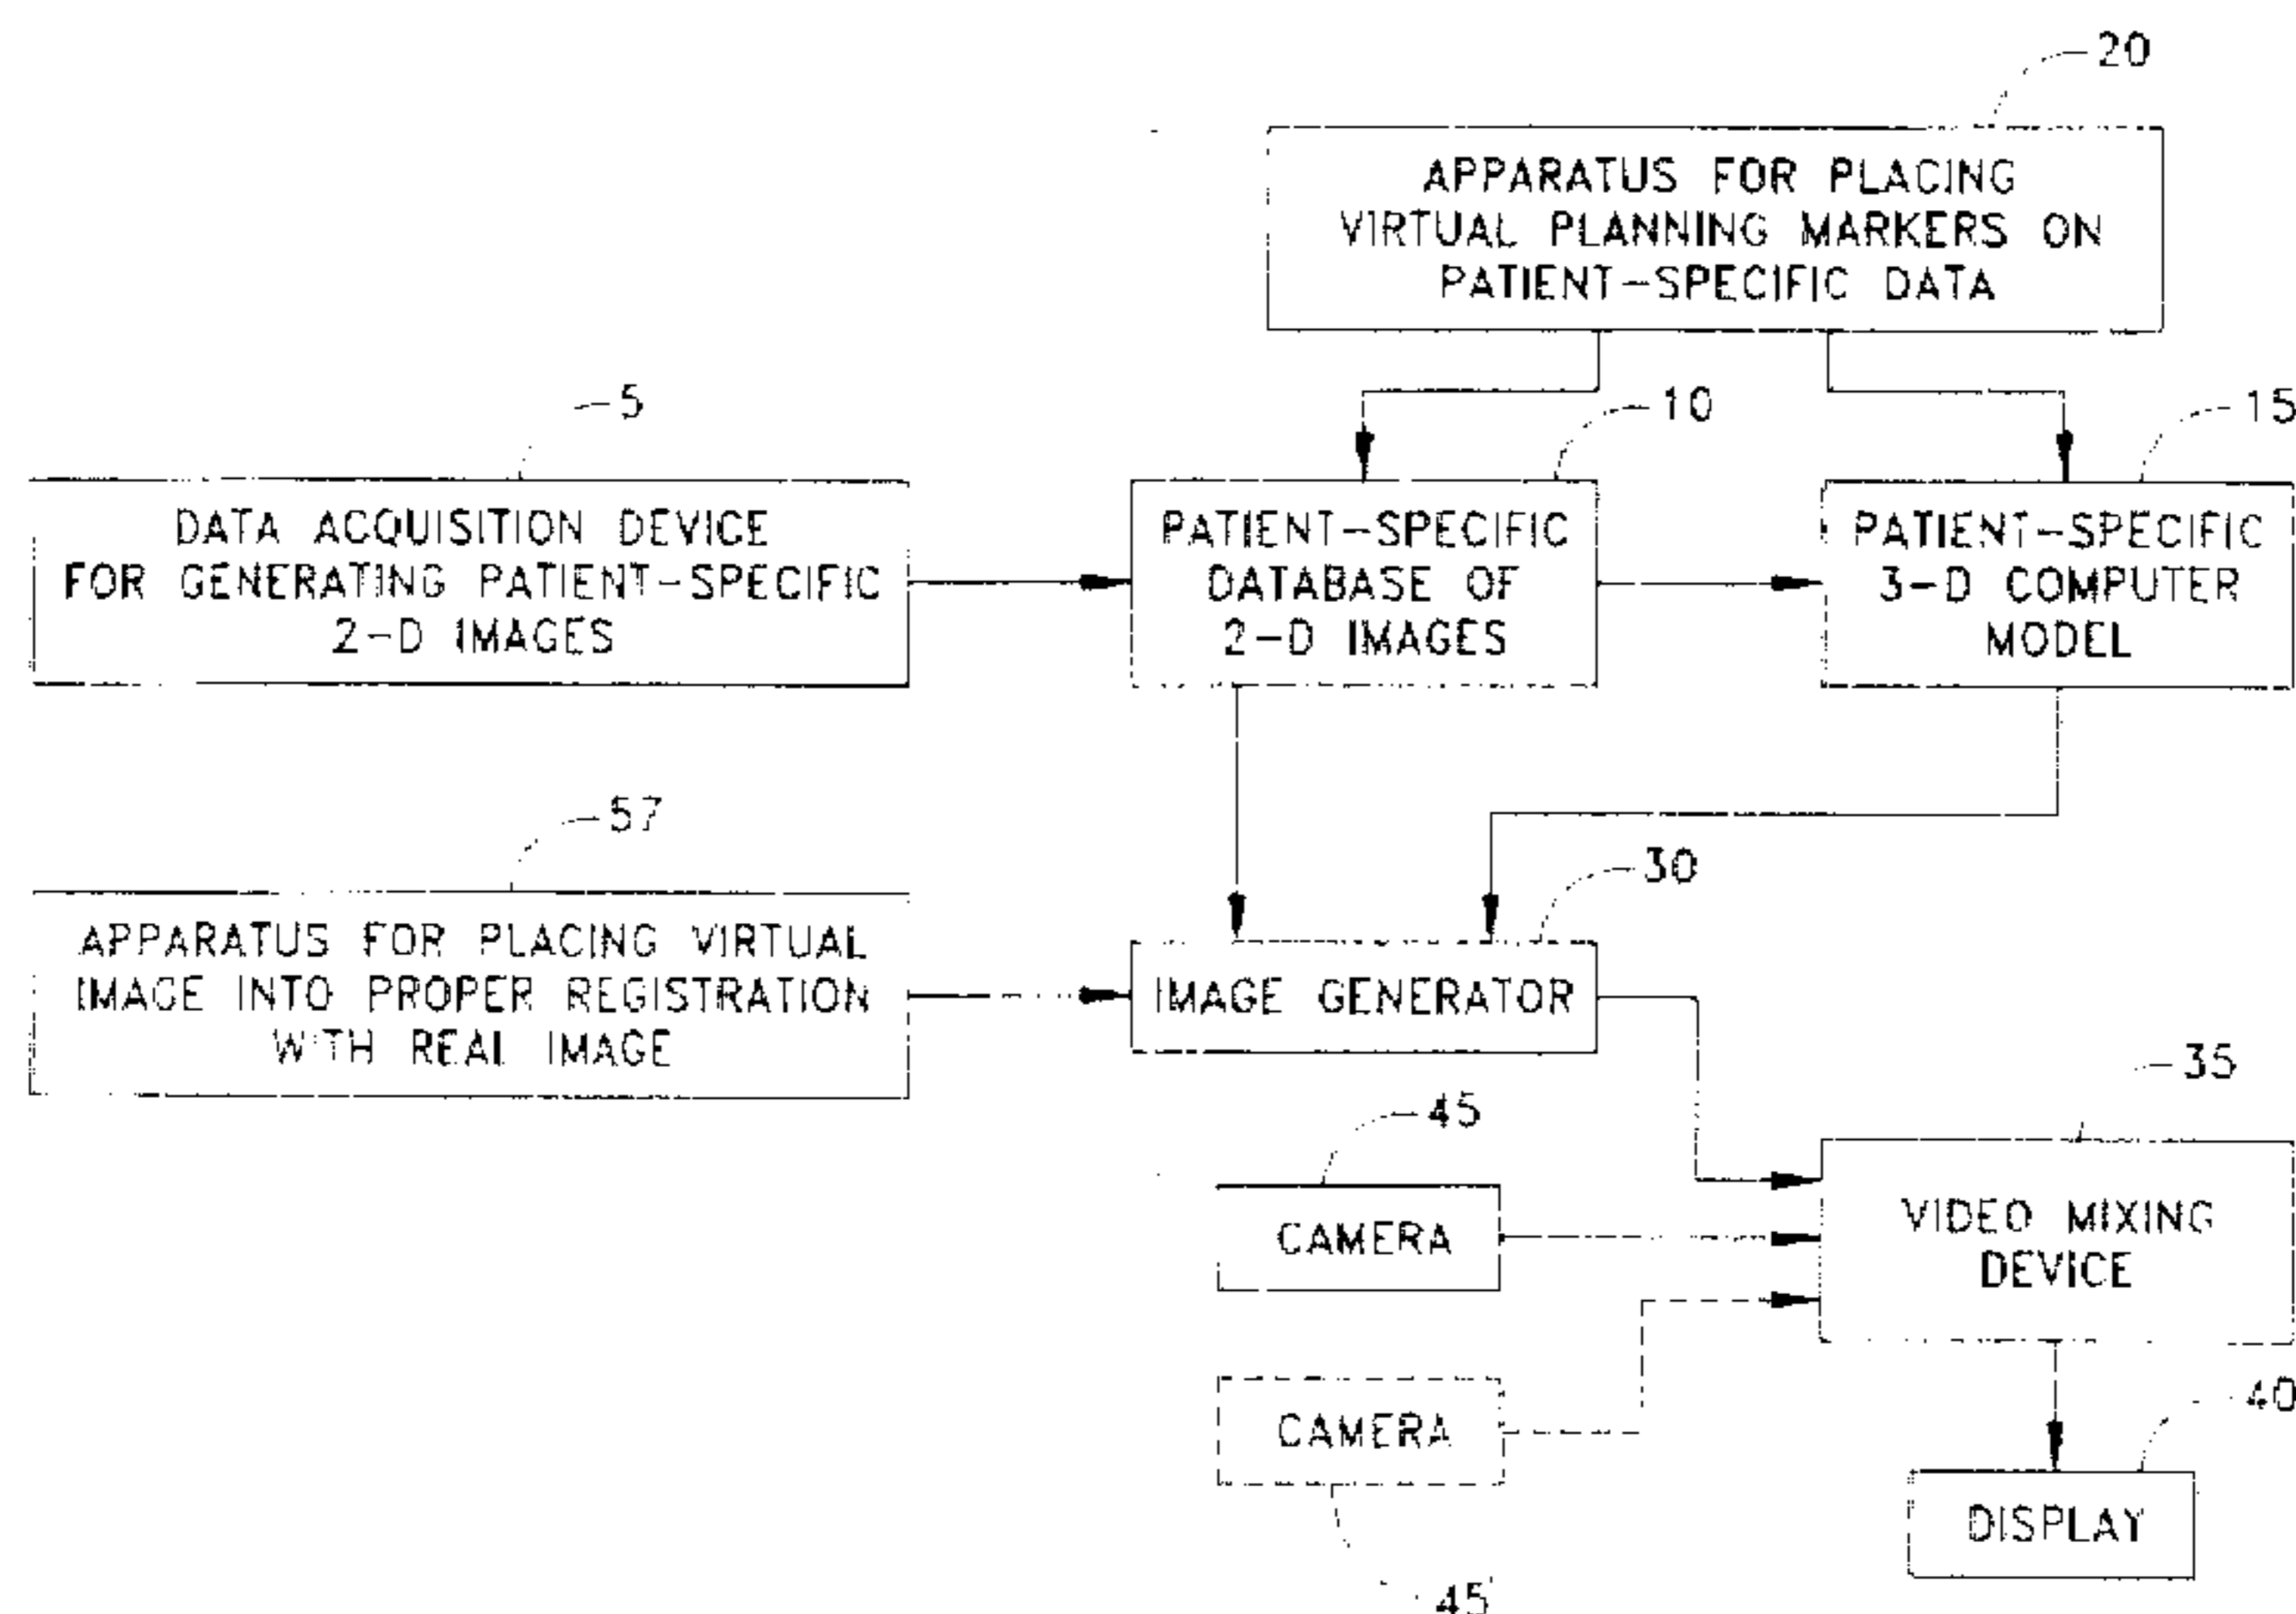 20
APPARATUS FOR PLACING
VIRTUAL PLANNING MARKERS ON
PATIENT-SPECIFIC DATA
5
10
15
DATA ACQUISITION DEVICE
FOR GENERATING PATIENT-SPECIFIC
2-D IMAGES
PATIENT-SPECIFIC
DATABASE OF
2-D IMAGES
PATIENT-SPECIFIC
3-D COMPUTER
MODEL
57
30
APPARATUS FOR PLACING VIRTUAL
IMAGE INTO PROPER REGISTRATION
WITH REAL IMAGE
IMAGE GENERATOR
35
45
CAMERA
VIDEO MIXING
DEVICE
40
CAMERA
DISPLAY
45'